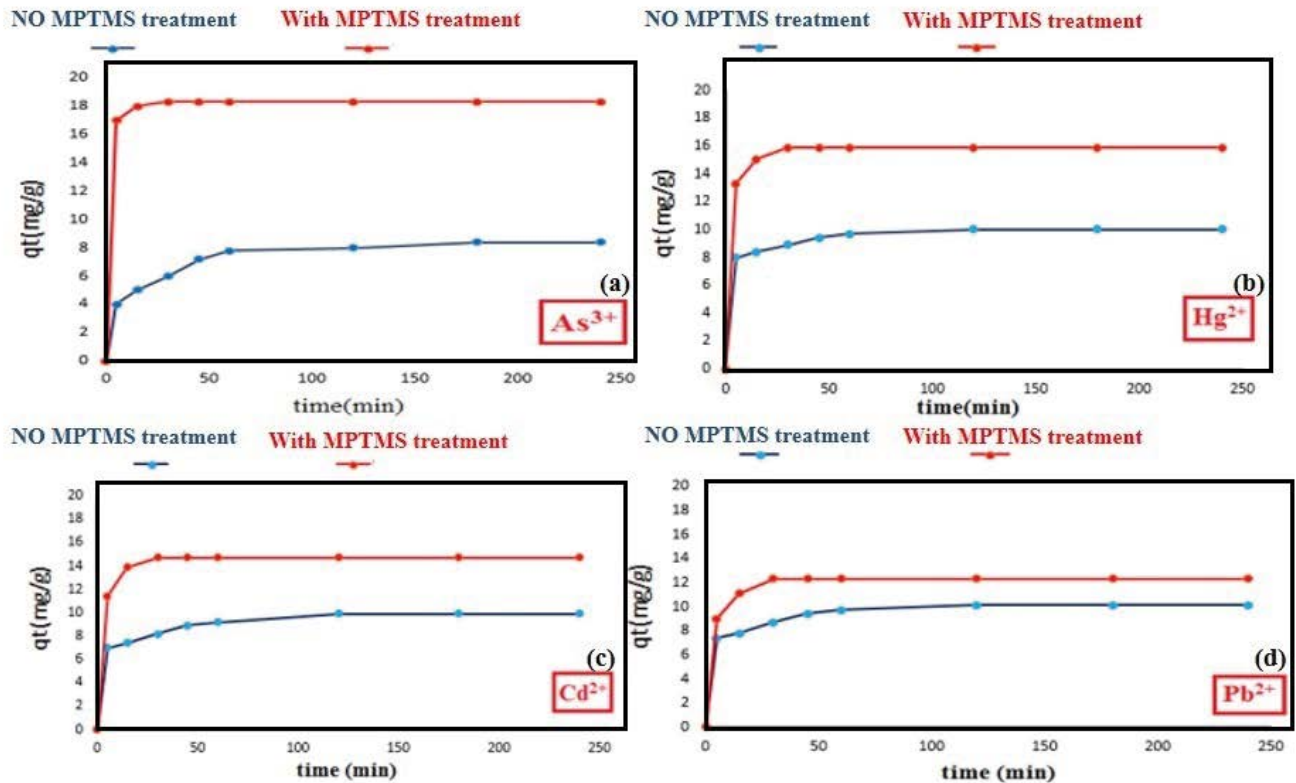 NO MPTMS treatment With MPTMS treatment
20
18
16
14
12
10
8
6
4
2
0
qt(mg/g)
(a)
As³⁺
0 50 100 150 200 250
time(min)
NO MPTMS treatment With MPTMS treatment
20
18
16
14
12
10
8
6
4
2
0
qt(mg/g)
(b)
Hg²⁺
0 50 100 150 200 250
time(min)
NO MPTMS treatment With MPTMS treatment
20
18
16
14
12
10
8
6
4
2
0
qt(mg/g)
(c)
Cd²⁺
0 50 100 150 200 250
time (min)
NO MPTMS treatment With MPTMS treatment
20
18
16
14
12
10
8
6
4
2
0
qt(mg/g)
(d)
Pb²⁺
0 50 100 150 200 250
time (min)